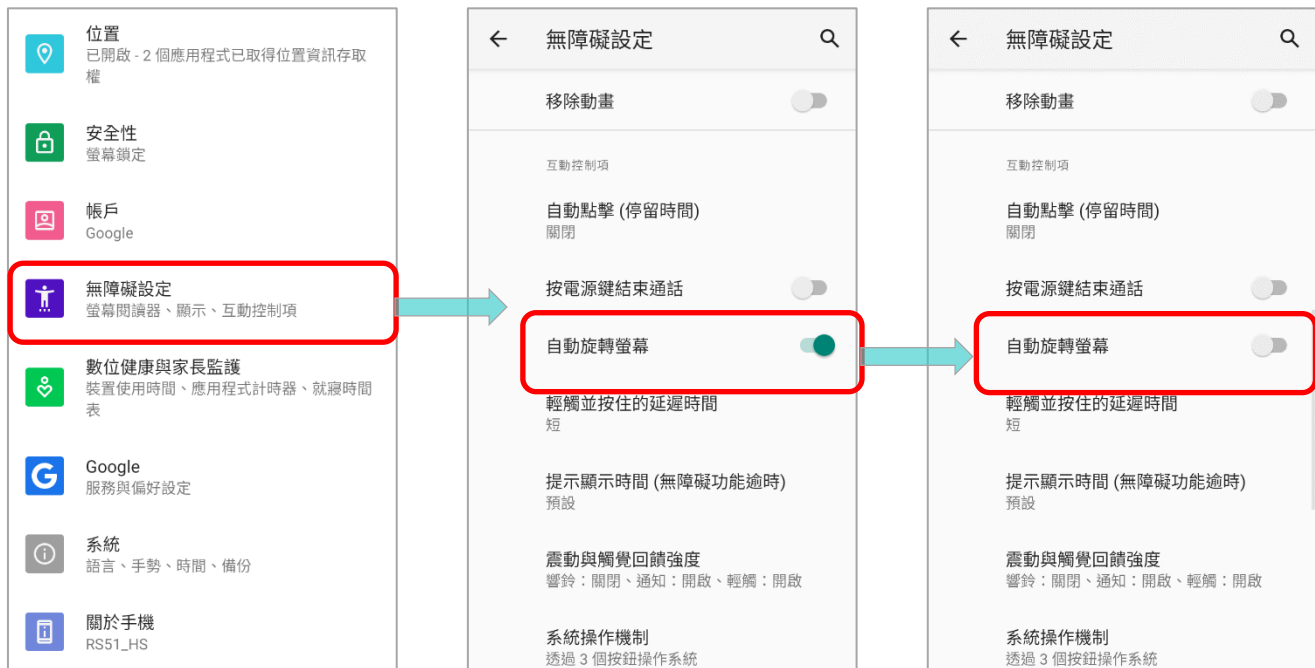 位置
已開啟 - 2 個應用程式已取得位置資訊存取
權
安全性
螢幕鎖定
帳戶
Google
無障礙設定
螢幕閱讀器、顯示、互動控制項
數位健康與家長監護
裝置使用時間、應用程式計時器、就寢時間
表
Google
服務與偏好設定
系統
語言、手勢、時間、備份
關於手機
RS51_HS
無障礙設定
移除動畫
互動控制項
自動點擊 (停留時間)
關閉
按電源鍵結束通話
自動旋轉螢幕
輕觸並按住的延遲時間
短
提示顯示時間 (無障礙功能逾時)
預設
震動與觸覺回饋強度
響鈴：關閉、通知：開啟、輕觸：開啟
系統操作機制
透過 3 個按鈕操作系統
無障礙設定
移除動畫
互動控制項
自動點擊 (停留時間)
關閉
按電源鍵結束通話
自動旋轉螢幕
輕觸並按住的延遲時間
短
提示顯示時間 (無障礙功能逾時)
預設
震動與觸覺回饋強度
響鈴：關閉、通知：開啟、輕觸：開啟
系統操作機制
透過 3 個按鈕操作系統